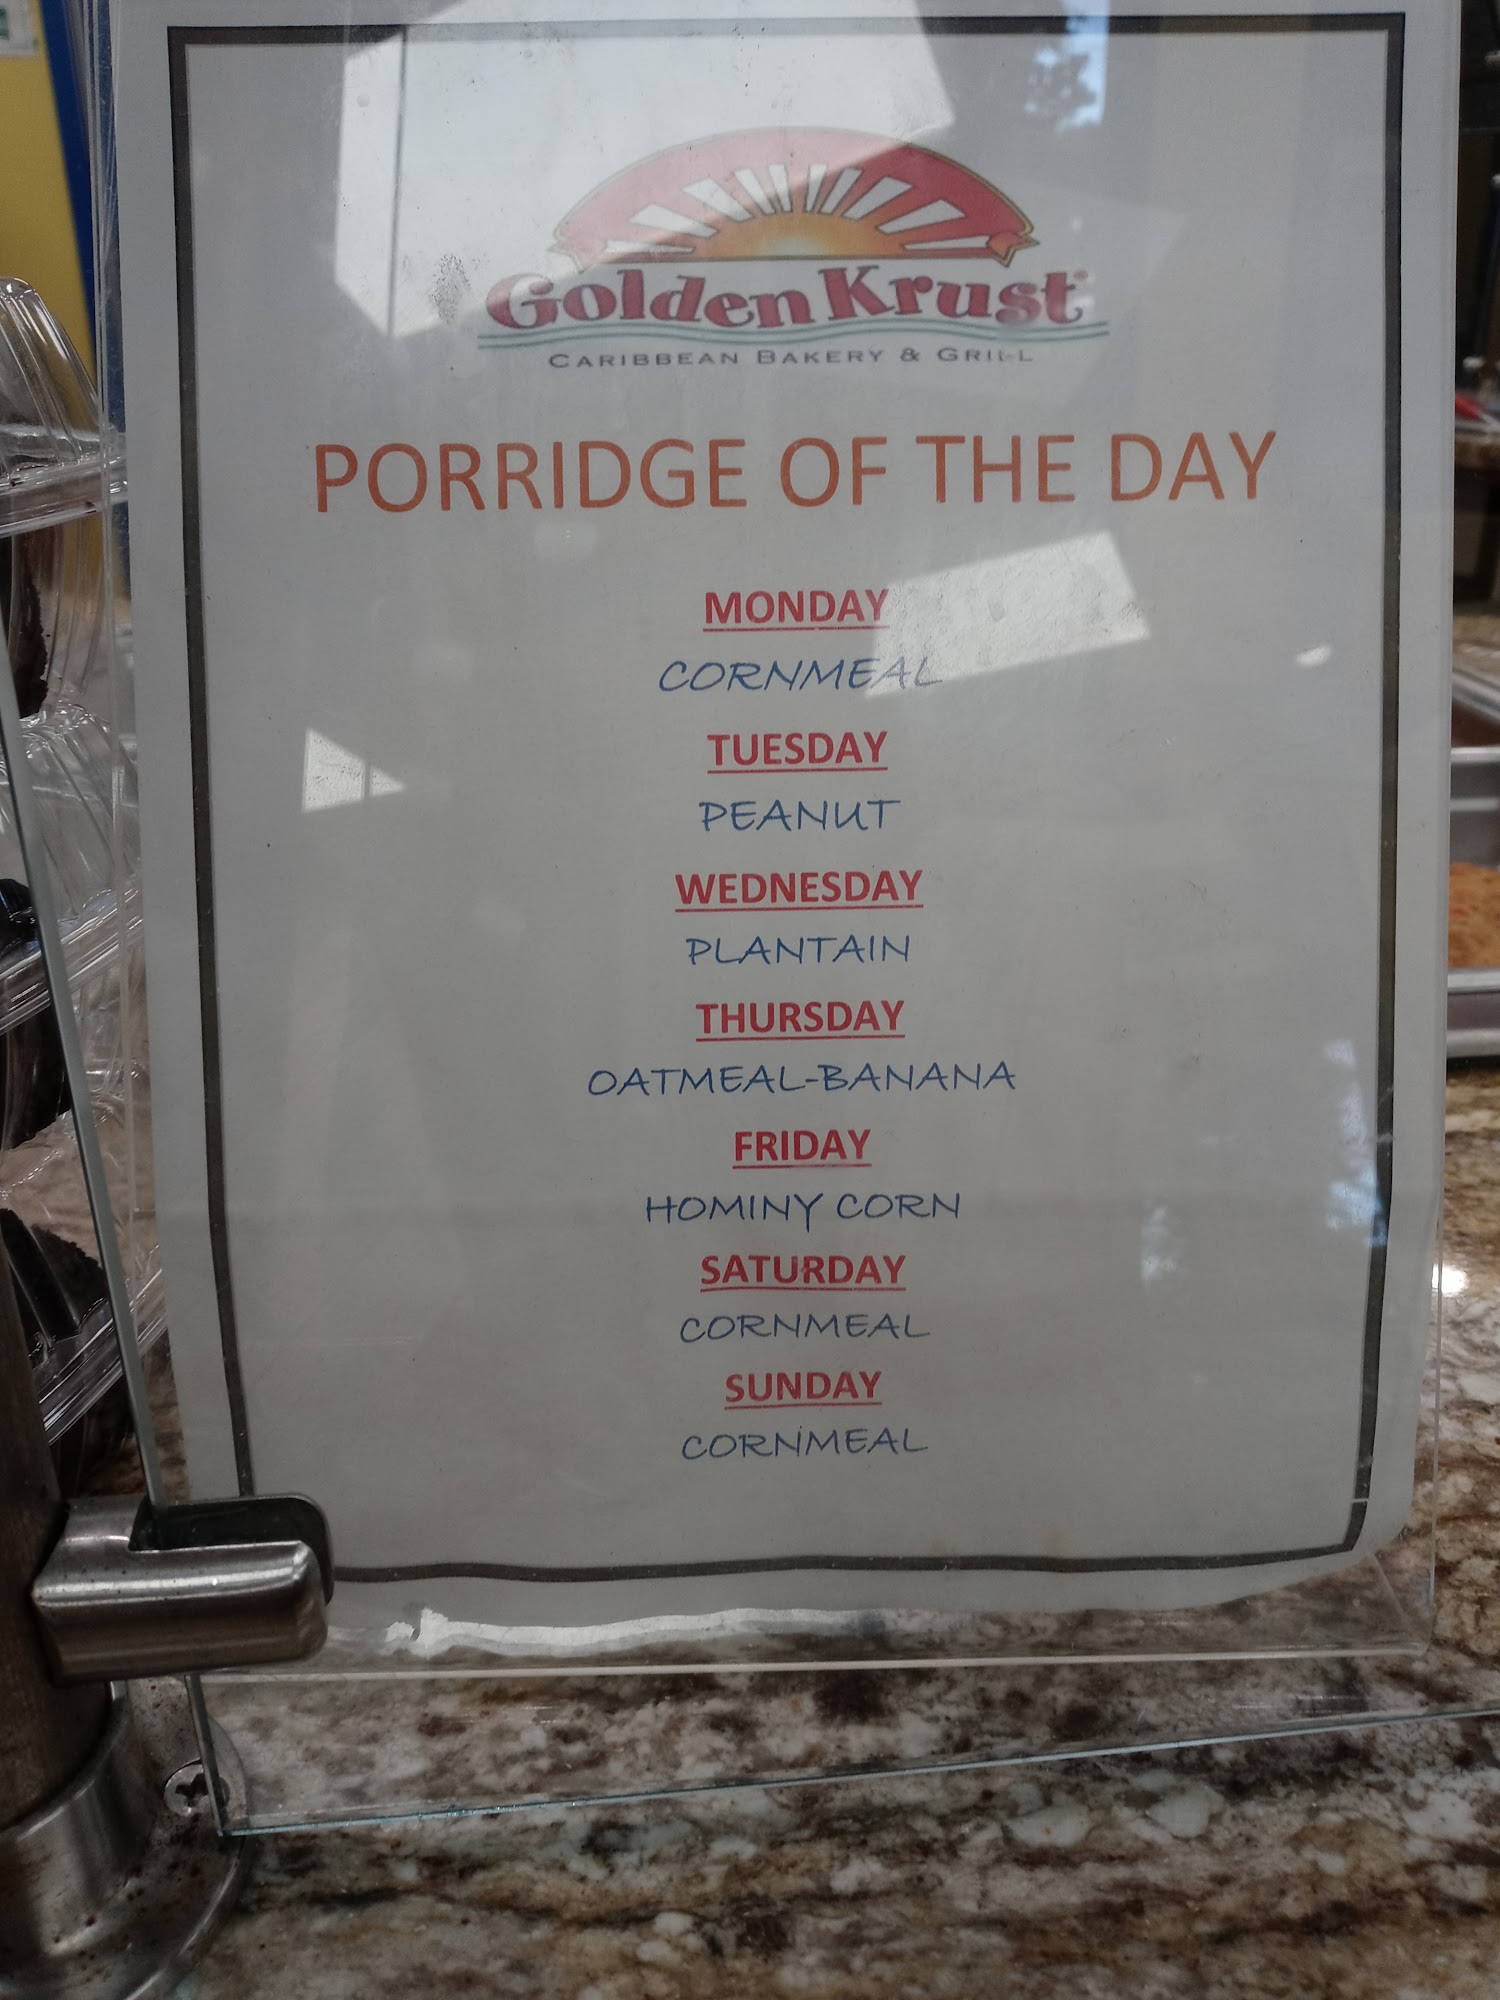 Golden Krust
CARIBBEAN BAKERY & GRILL
PORRIDGE OF THE DAY
MONDAY
CORNMEAL
TUESDAY
PEANUT
WEDNESDAY
PLANTAIN
THURSDAY
OATMEAL-BANANA
FRIDAY
HOMINY CORN
SATURDAY
CORNMEAL
SUNDAY
CORNMEAL